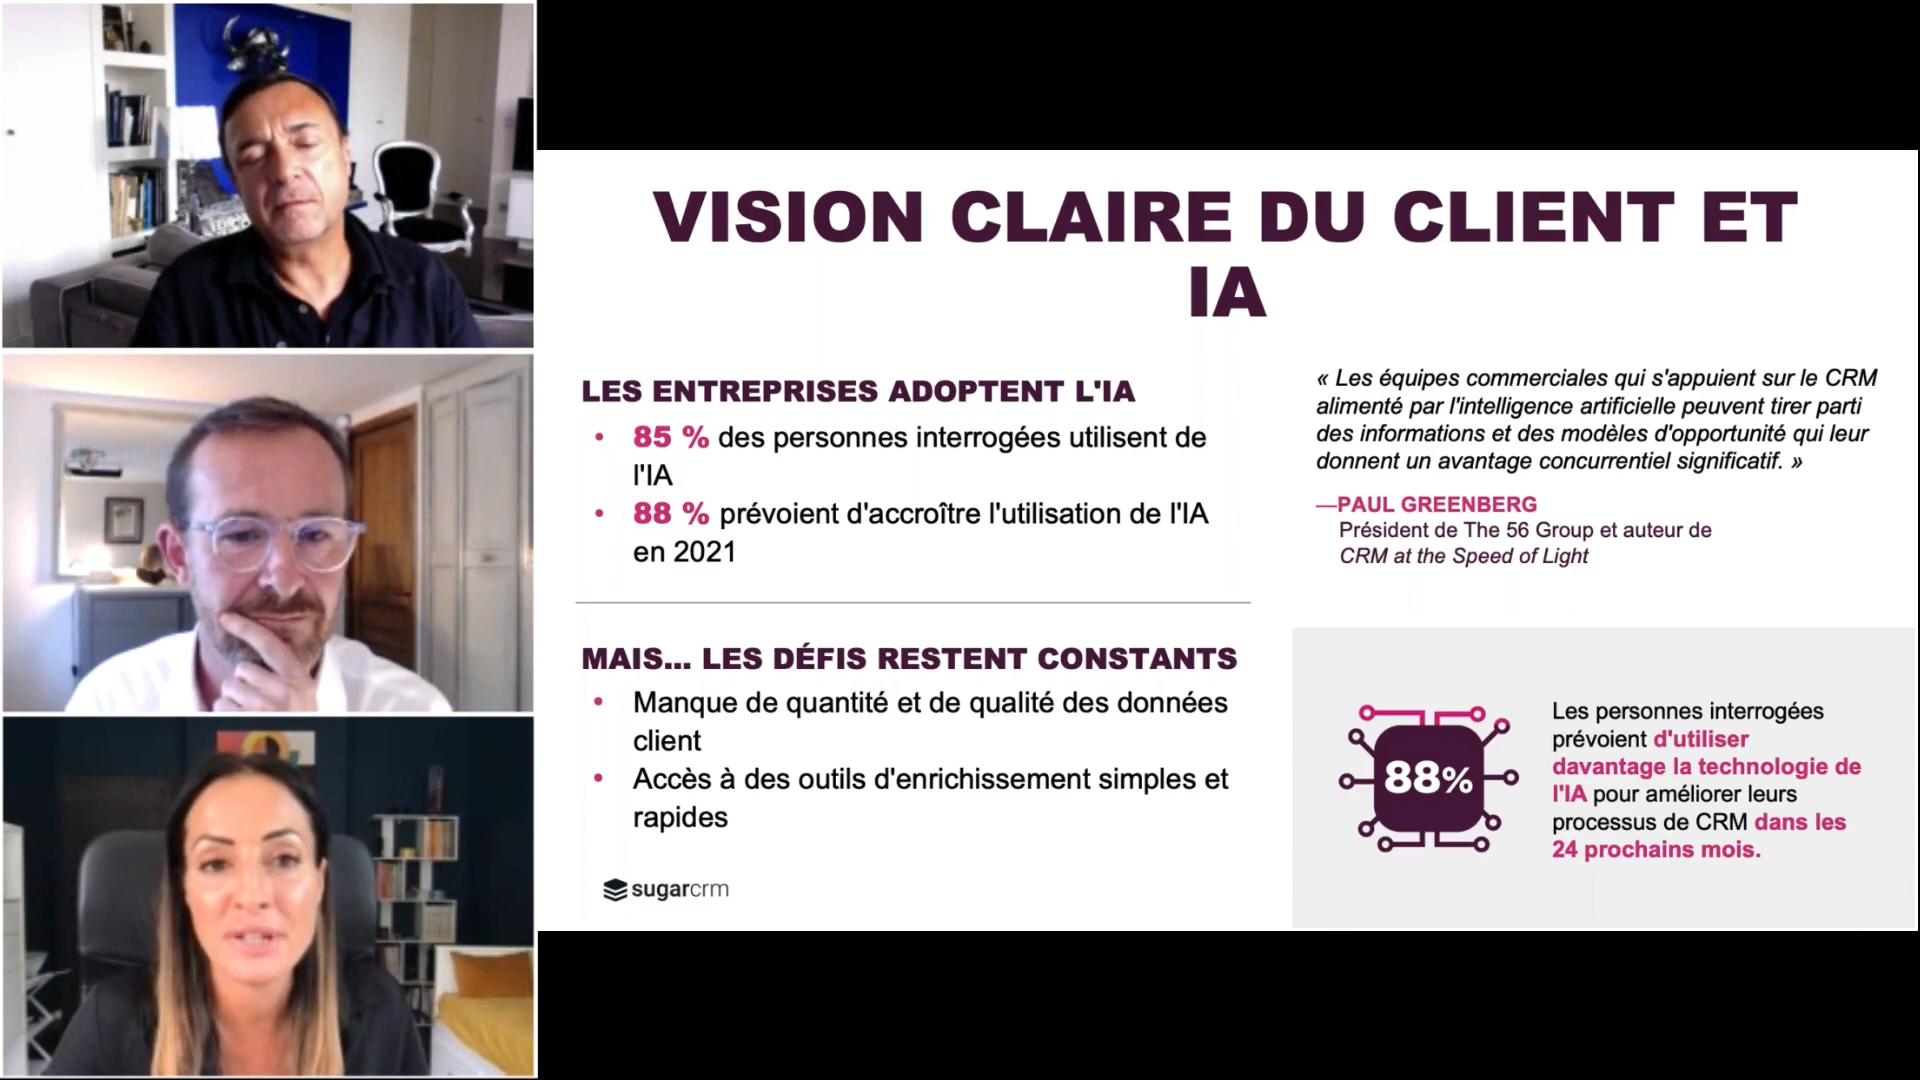 VISION CLAIRE DU CLIENT ET
IA
LES ENTREPRISES ADOPTENT L'IA
• 85 % des personnes interrogées utilisent de
l'IA
• 88 % prévoient d'accroître l'utilisation de l'IA
en 2021
MAIS... LES DÉFIS RESTENT CONSTANTS
• Manque de quantité et de qualité des données
client
• Accès à des outils d'enrichissement simples et
rapides
sugarcrm
« Les équipes commerciales qui s'appuient sur le CRM
alimenté par l'intelligence artificielle peuvent tirer parti
des informations et des modèles d'opportunité qui leur
donnent un avantage concurrentiel significatif. »
—PAUL GREENBERG
Président de The 56 Group et auteur de
CRM at the Speed of Light
88%
Les personnes interrogées
prévoient d'utiliser
davantage la technologie de
l'IA pour améliorer leurs
processus de CRM dans les
24 prochains mois.